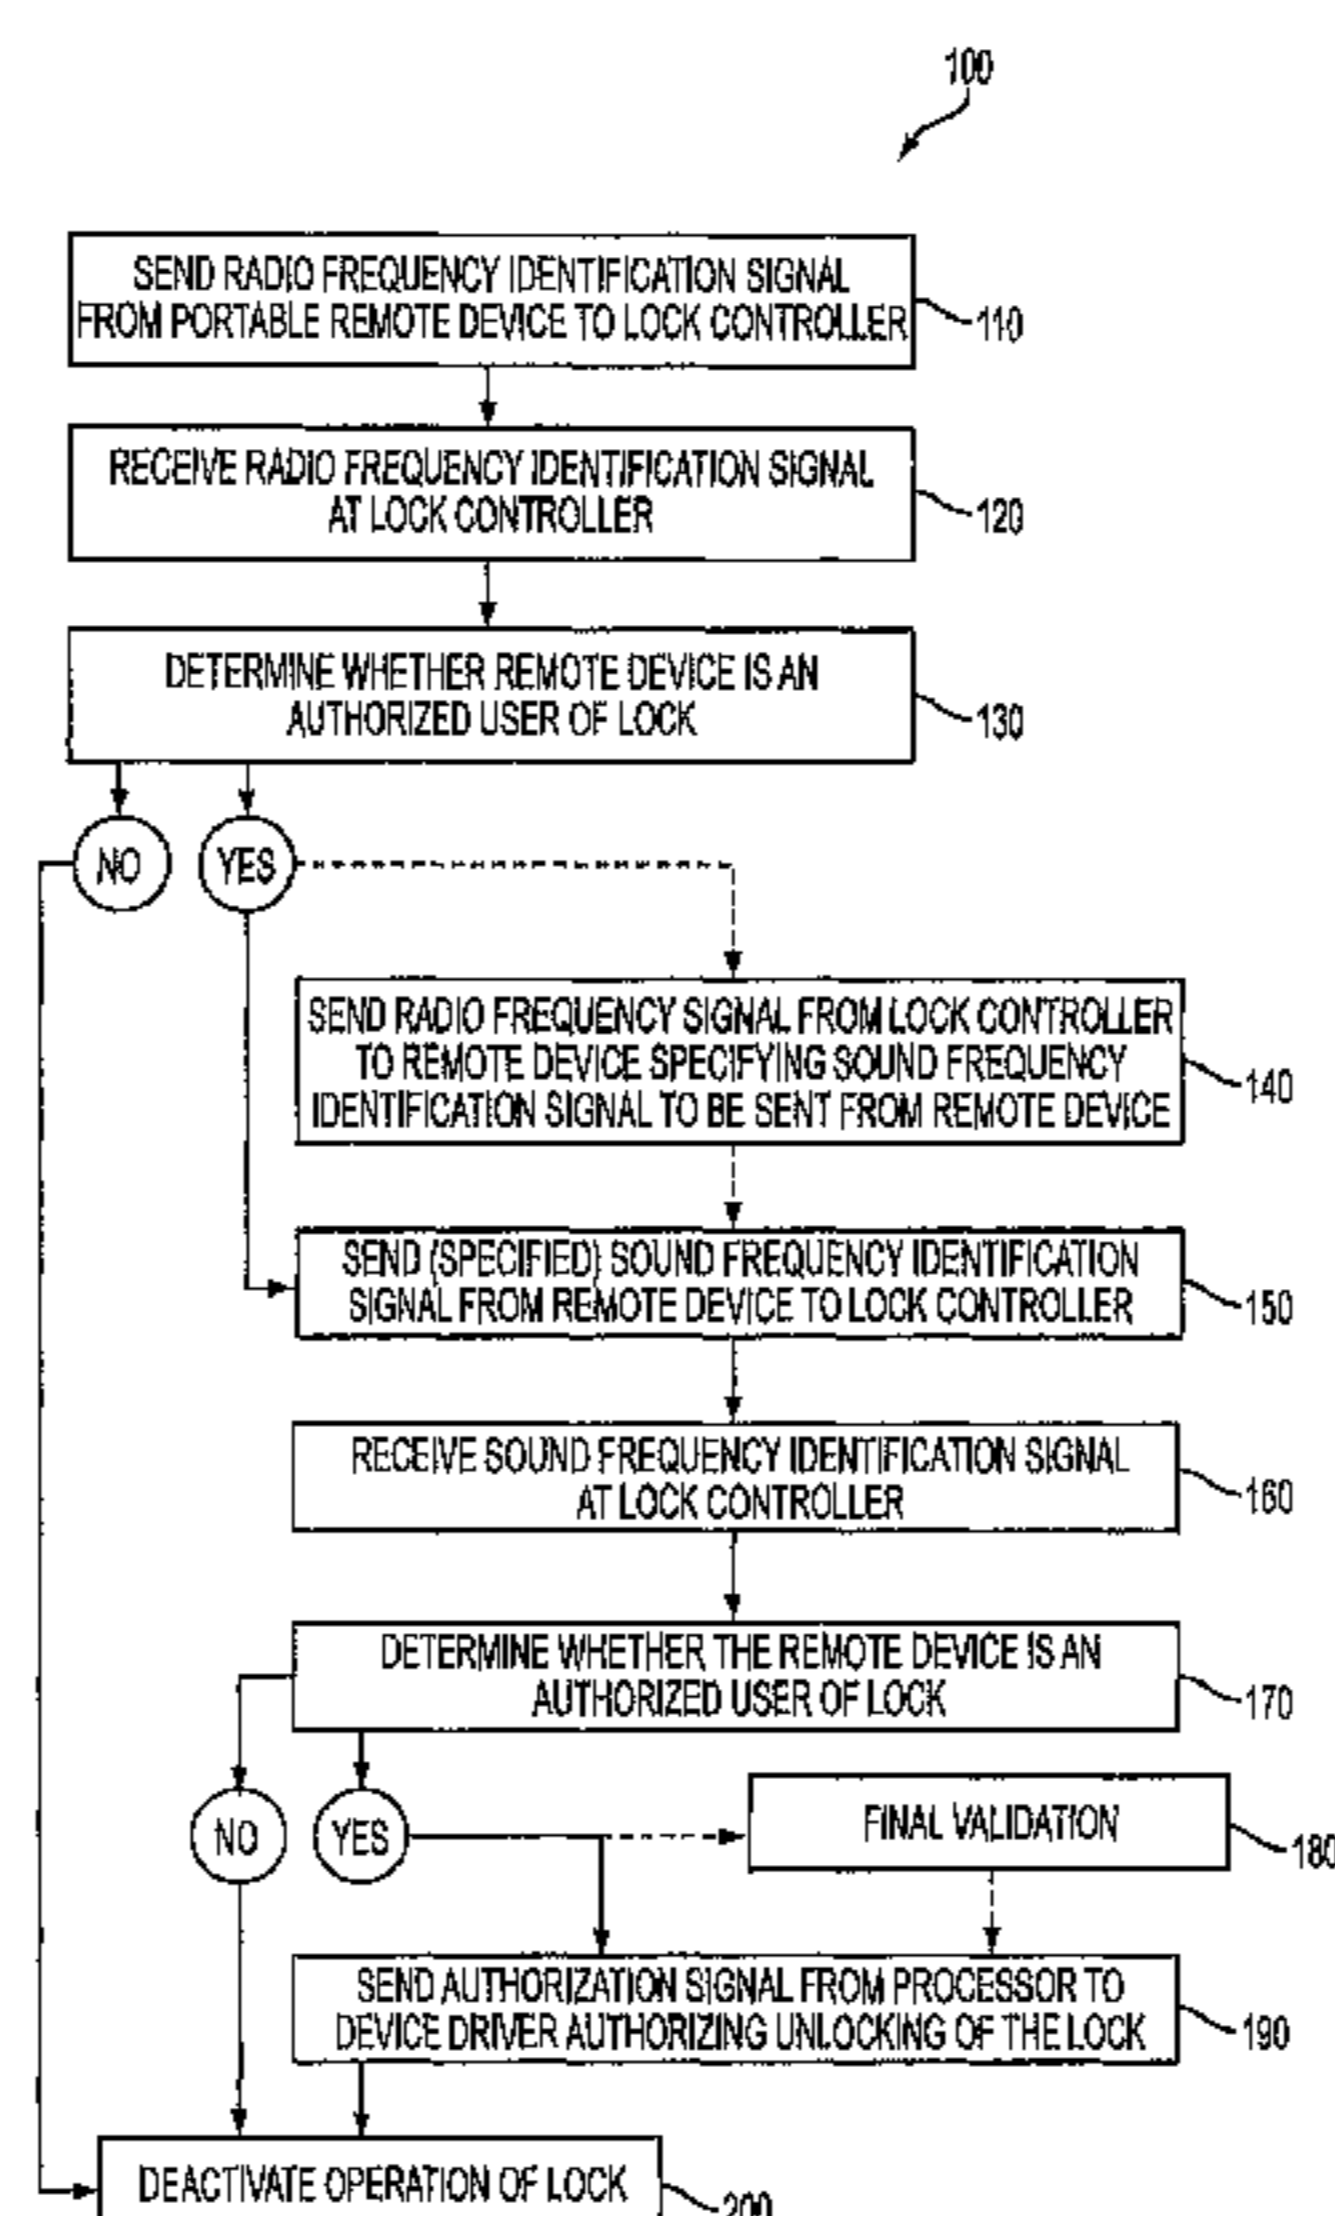 100
SEND RADIO FREQUENCY IDENTIFICATION SIGNAL
FROM PORTABLE REMOTE DEVICE TO LOCK CONTROLLER
110
RECEIVE RADIO FREQUENCY IDENTIFICATION SIGNAL
AT LOCK CONTROLLER
120
DETERMINE WHETHER REMOTE DEVICE IS AN
AUTHORIZED USER OF LOCK
130
NO
YES
SEND RADIO FREQUENCY SIGNAL FROM LOCK CONTROLLER
TO REMOTE DEVICE SPECIFYING SOUND FREQUENCY
IDENTIFICATION SIGNAL TO BE SENT FROM REMOTE DEVICE
140
SEND (SPECIFIED) SOUND FREQUENCY IDENTIFICATION
SIGNAL FROM REMOTE DEVICE TO LOCK CONTROLLER
150
RECEIVE SOUND FREQUENCY IDENTIFICATION SIGNAL
AT LOCK CONTROLLER
160
DETERMINE WHETHER THE REMOTE DEVICE IS AN
AUTHORIZED USER OF LOCK
170
NO
YES
FINAL VALIDATION
180
SEND AUTHORIZATION SIGNAL FROM PROCESSOR TO
DEVICE DRIVER AUTHORIZING UNLOCKING OF THE LOCK
190
DEACTIVATE OPERATION OF LOCK
200